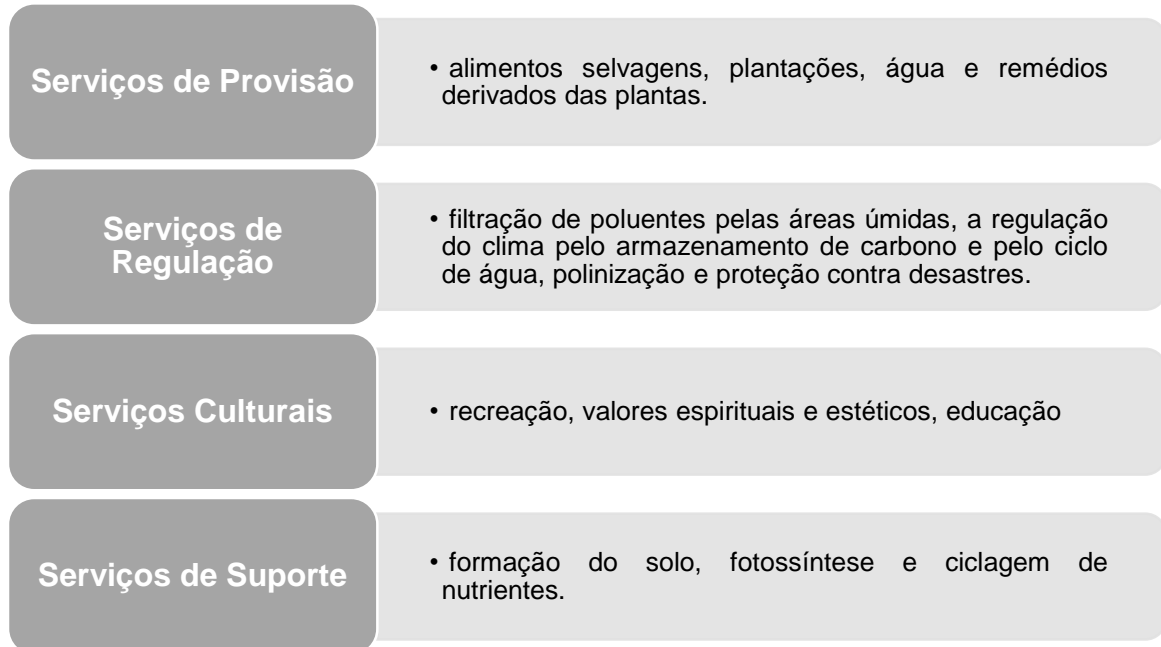 Serviços de Provisão
• alimentos selvagens, plantações, água e remédios
derivados das plantas.
Serviços de
Regulação
• filtração de poluentes pelas áreas úmidas, a regulação
do clima pelo armazenamento de carbono e pelo ciclo
de água, polinização e proteção contra desastres.
Serviços Culturais
• recreação, valores espirituais e estéticos, educação
Serviços de Suporte
• formação do solo, fotossíntese e ciclagem de
nutrientes.